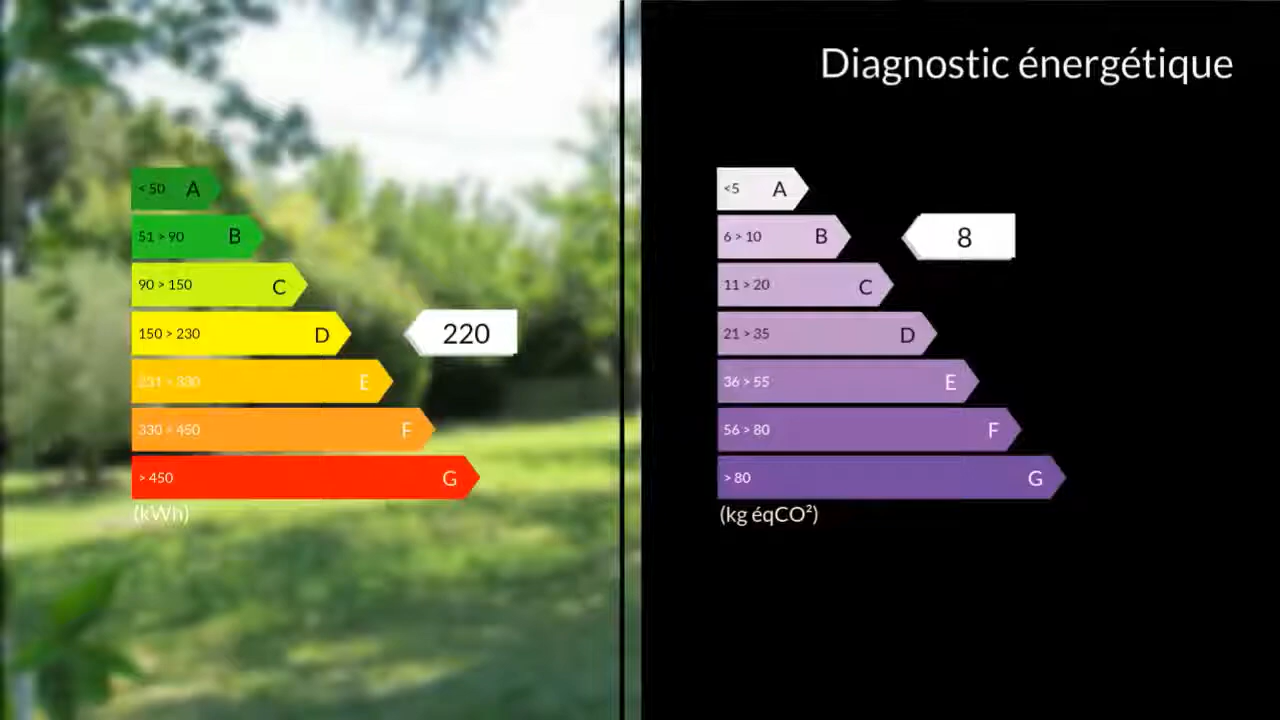 Diagnostic énergétique
< 50 A
51 > 90 B
90 > 150 C
150 > 230 D
220
231 > 330 E
330 > 450 F
> 450 G
(kWh)
<5 A
6 > 10 B
8
11 > 20 C
21 > 35 D
36 > 55 E
56 > 80 F
> 80 G
(kg éqCO²)